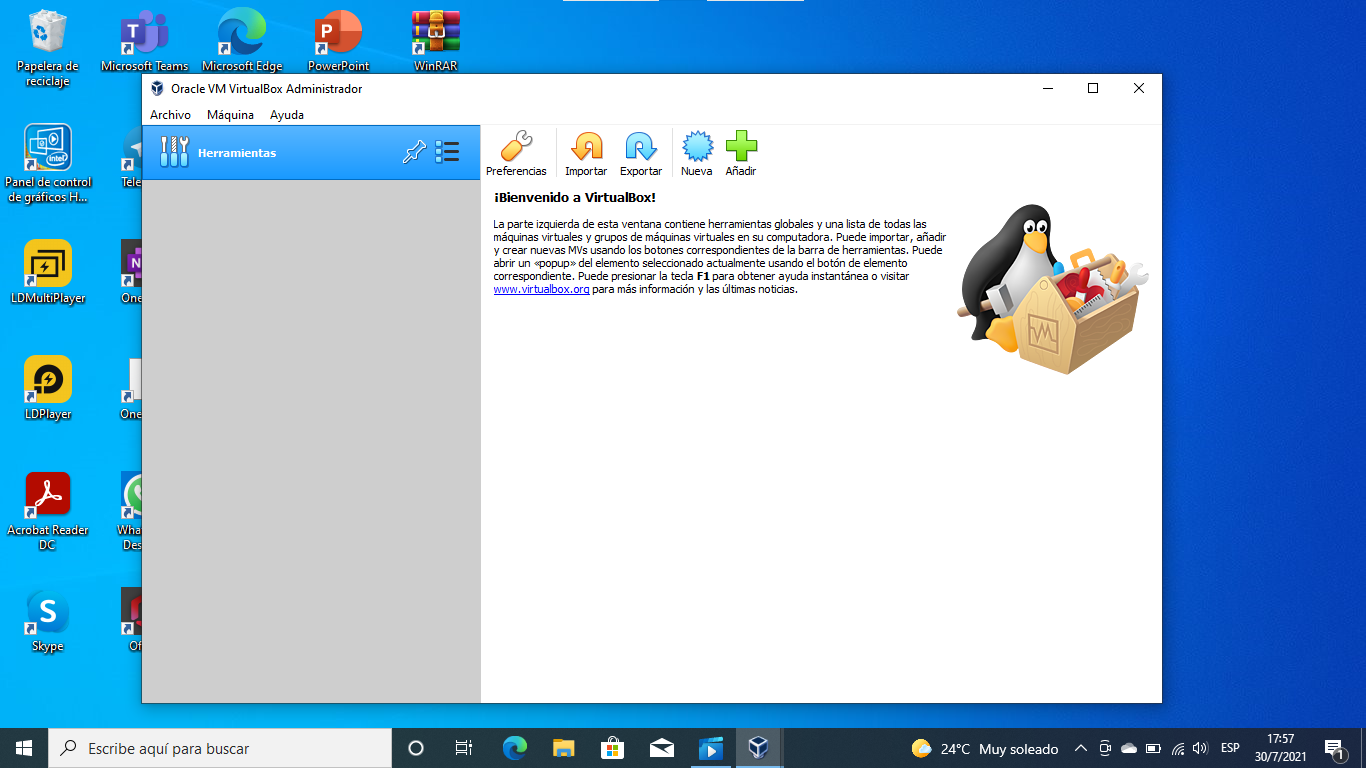 Papelera de
reciclaje
Microsoft Teams
Microsoft Edge
PowerPoint
WinRAR
Oracle VM VirtualBox Administrador
Archivo Máquina Ayuda
Herramientas
Preferencias
Importar
Exportar
Nueva
Añadir
¡Bienvenido a VirtualBox!
La parte izquierda de esta ventana contiene herramientas globales y una lista de todas las
máquinas virtuales y grupos de máquinas virtuales en su computadora. Puede importar, añadir
y crear nuevas MVs usando los botones correspondientes de la barra de herramientas. Puede
abrir un «popup» del elemento seleccionado actualmente usando el botón de elemento
correspondiente. Puede presionar la tecla F1 para obtener ayuda instantánea o visitar
www.virtualbox.org para más información y las últimas noticias.
intel
Panel de control
de gráficos H...
Tele
LDMultiPlayer
One
LDPlayer
One
Acrobat Reader
DC
What
Des
Skype
Of
Escribe aquí para buscar
24°C Muy soleado
ESP
17:57
30/7/2021
1